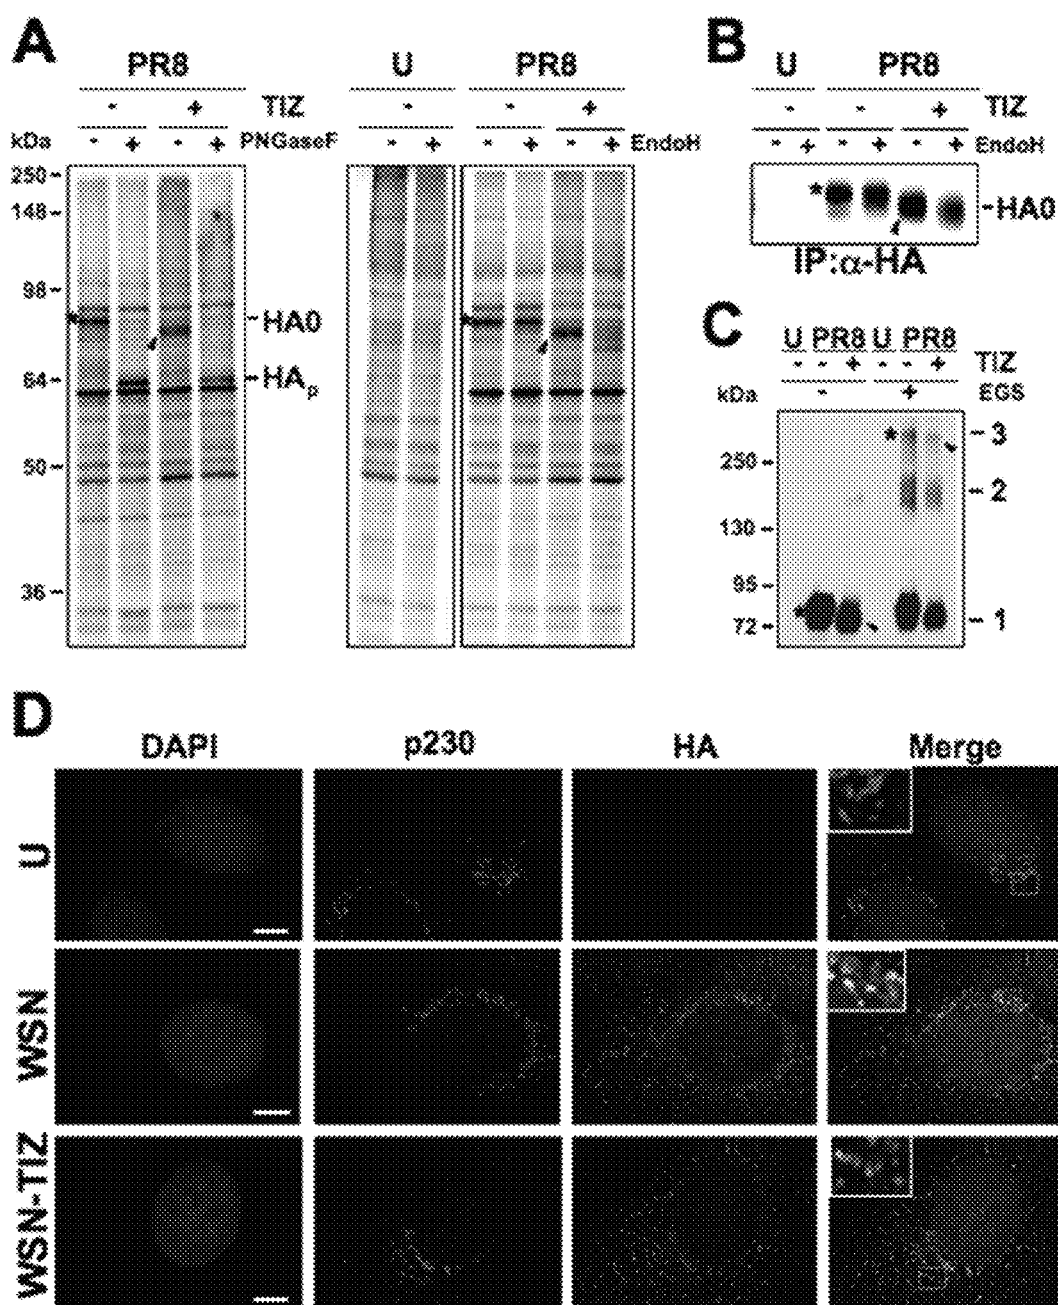 A
PR8 U PR8
- + - - + TIZ
kDa - + - + PNGaseF - + - + - + EndoH
250
148
98
64
50
36
HA0
HAp
B
U PR8
- - + TIZ
- + - + - + EndoH
* HA0
IP:α-HA
C
U PR8 U PR8
- - + - - + TIZ
kDa - + EGS
250
130
95
72
* 3
2
* 1
D
DAPI p230 HA Merge
U
WSN
WSN-TIZ